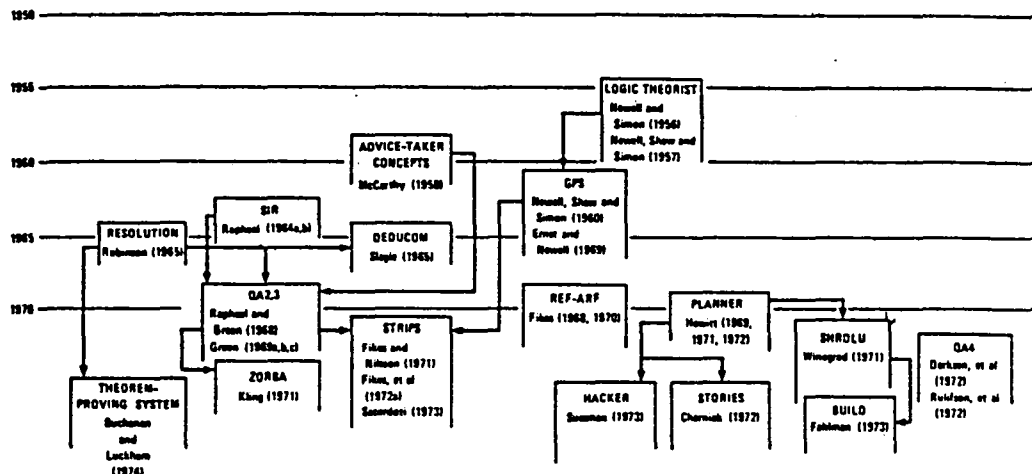 1950
1955
LOGIC THEORIST
Newell and
Simon (1956)
Newell, Shaw and
Simon (1957)
1960
ADVICE-TAKER
CONCEPTS
McCarthy (1958)
GPS
Newell, Shaw and
Simon (1960)
Ernst and
Newell (1969)
SIR
Raphael (1964a,b)
1965
RESOLUTION
Robinson (1965)
DEDUCOM
Slagle (1965)
1970
QA2,3
Raphael and
Green (1968)
Green (1969a,b,c)
REF-ARF
Fikes (1968, 1970)
PLANNER
Hewitt (1969,
1971, 1972)
STRIPS
Fikes and
Nilsson (1971)
Fikes, et al
(1972a)
Sacerdoti (1973)
SHRDLU
Winograd (1971)
QA4
Derksen, et al
(1972)
Rulifson, et al
(1972)
ZORBA
Kling (1971)
THEOREM-
PROVING SYSTEM
Buchanan
and
Luckham
(1974)
HACKER
Sussman (1973)
STORIES
Charniak (1972)
BUILD
Fahlman (1973)